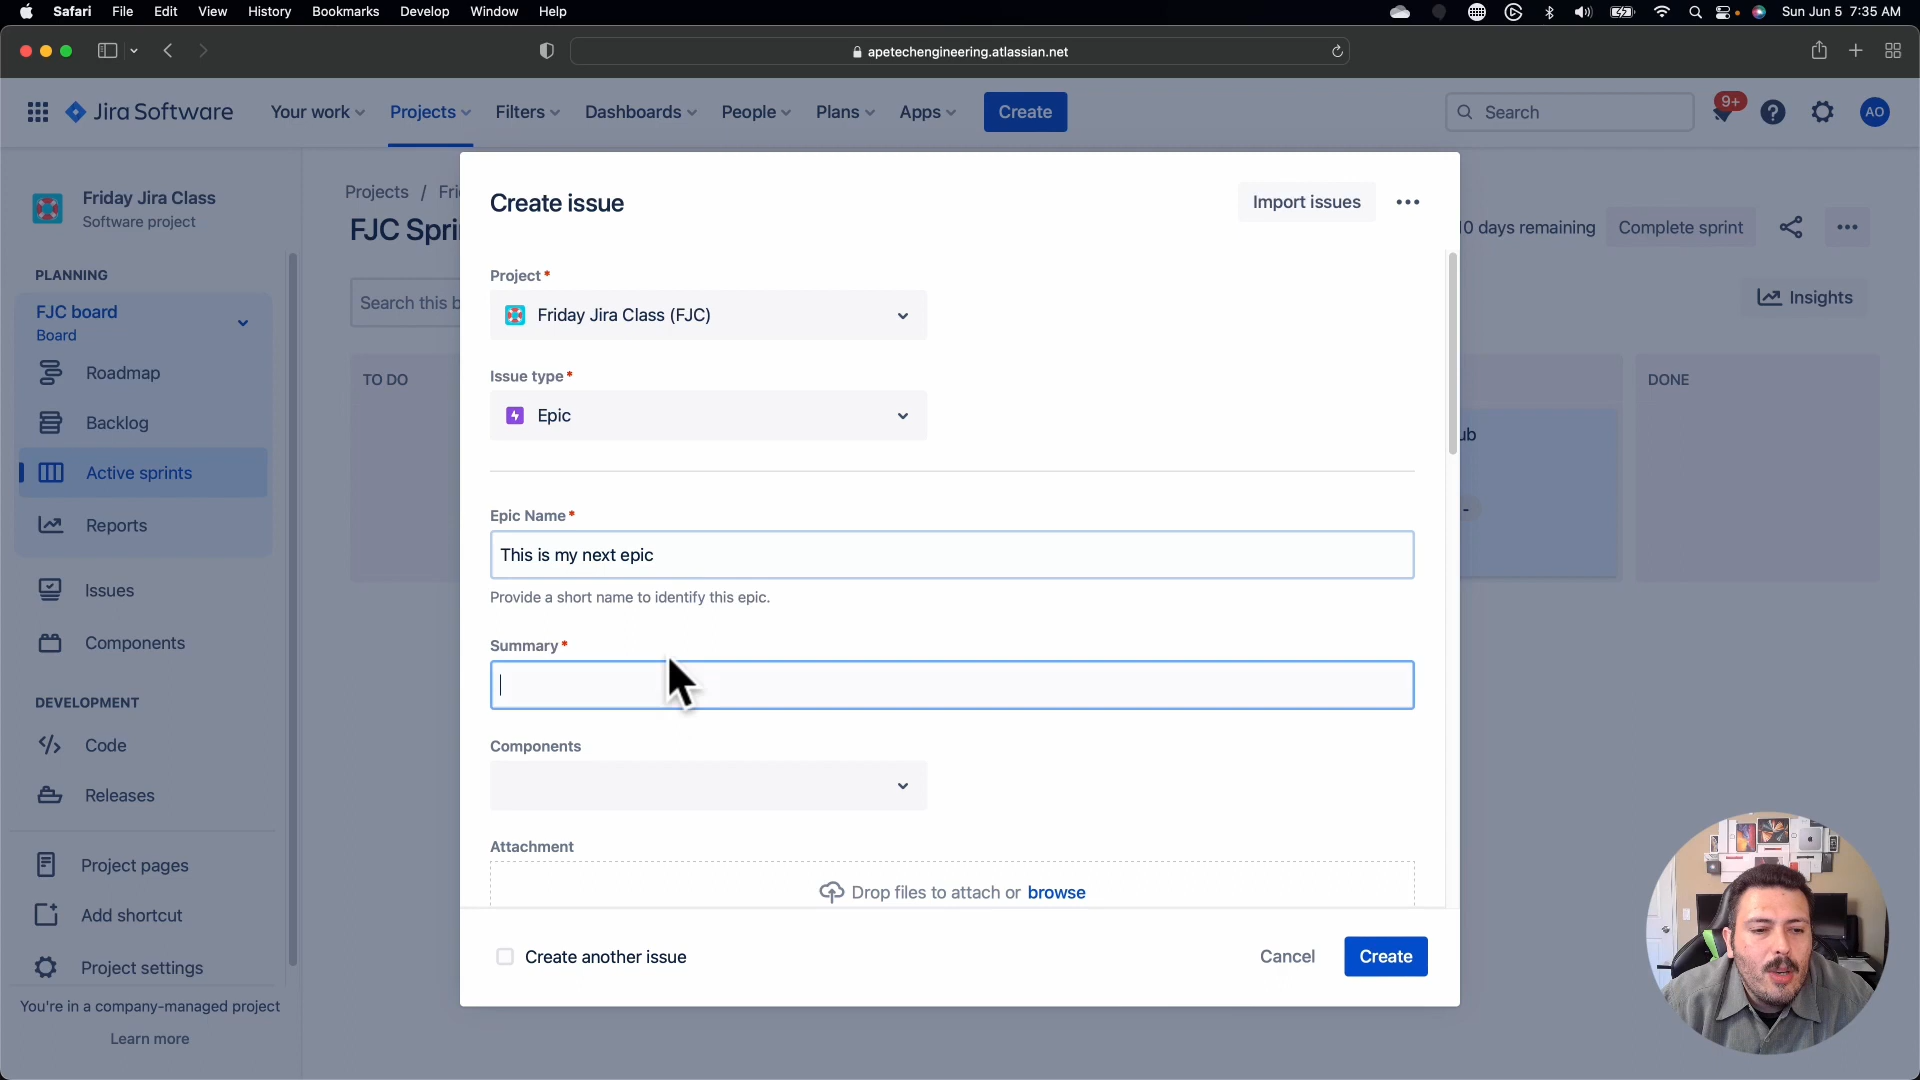 Safari File Edit View History Bookmarks Develop Window Help Sun Jun 5 7:35 AM
apetechengineering.atlassian.net
Jira Software Your work Projects Filters Dashboards People Plans Apps Create Search 9+ AO
Friday Jira Class
Software project
PLANNING
FJC board
Board
Roadmap
Backlog
Active sprints
Reports
Issues
Components
DEVELOPMENT
Code
Releases
Project pages
Add shortcut
Project settings
You're in a company-managed project
Learn more
Projects / Fri
FJC Spri
0 days remaining Complete sprint
Search this b
Insights
TO DO
DONE
ub
-
Create issue
Import issues
Project*
Friday Jira Class (FJC)
Issue type*
Epic
Epic Name*
This is my next epic
Provide a short name to identify this epic.
Summary*
Components
Attachment
Drop files to attach or browse
Create another issue
Cancel Create